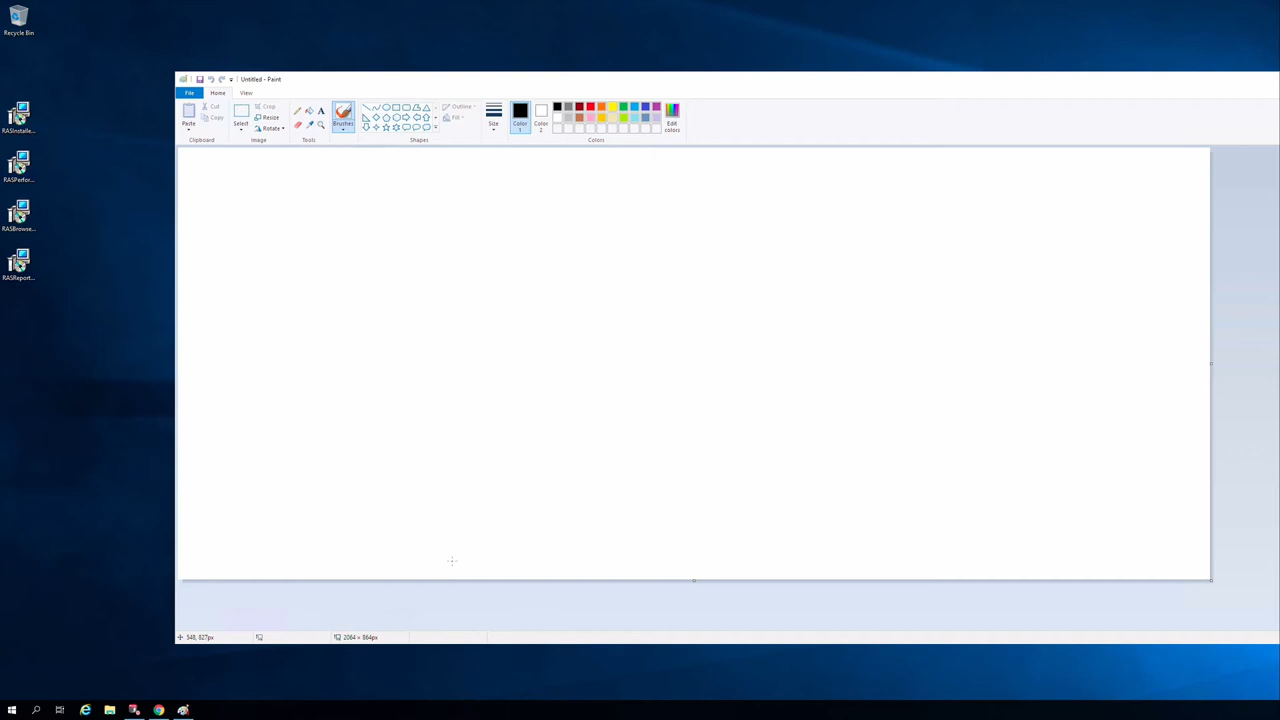 Recycle Bin
RASInstalle...
RASPerfor...
RASBrowse...
RASReport...
Untitled - Paint
File Home View
Paste
Cut
Copy
Clipboard
Select
Crop
Resize
Rotate
Image
A
Tools
Brushes
Shapes
Outline
Fill
Size
Color
1
Color
2
Edit
colors
Colors
548, 827px
2064 × 864px